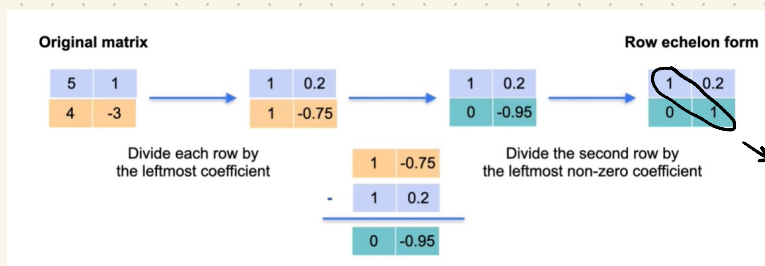 Original matrix
Row echelon form
5 1
4 -3
1 0.2
1 -0.75
1 0.2
0 -0.95
1 0.2
0 1
Divide each row by
the leftmost coefficient
1 -0.75
- 1 0.2
0 -0.95
Divide the second row by
the leftmost non-zero coefficient